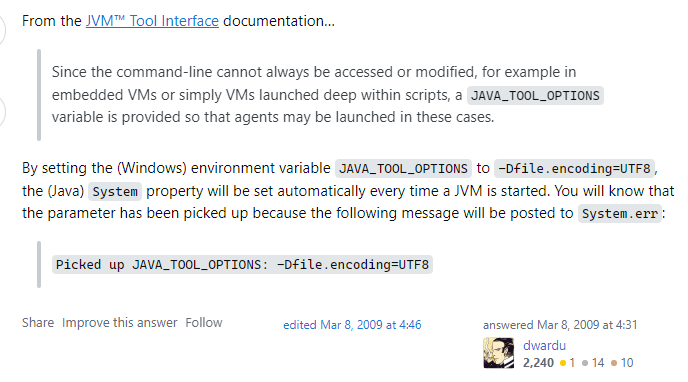 From the JVM™ Tool Interface documentation...
Since the command-line cannot always be accessed or modified, for example in
embedded VMs or simply VMs launched deep within scripts, a JAVA_TOOL_OPTIONS
variable is provided so that agents may be launched in these cases.
By setting the (Windows) environment variable JAVA_TOOL_OPTIONS to -Dfile.encoding=UTF8,
the (Java) System property will be set automatically every time a JVM is started. You will know that
the parameter has been picked up because the following message will be posted to System.err:
Picked up JAVA_TOOL_OPTIONS: -Dfile.encoding=UTF8
Share Improve this answer Follow
edited Mar 8, 2009 at 4:46
answered Mar 8, 2009 at 4:31
dwardu
2,240 1 14 10